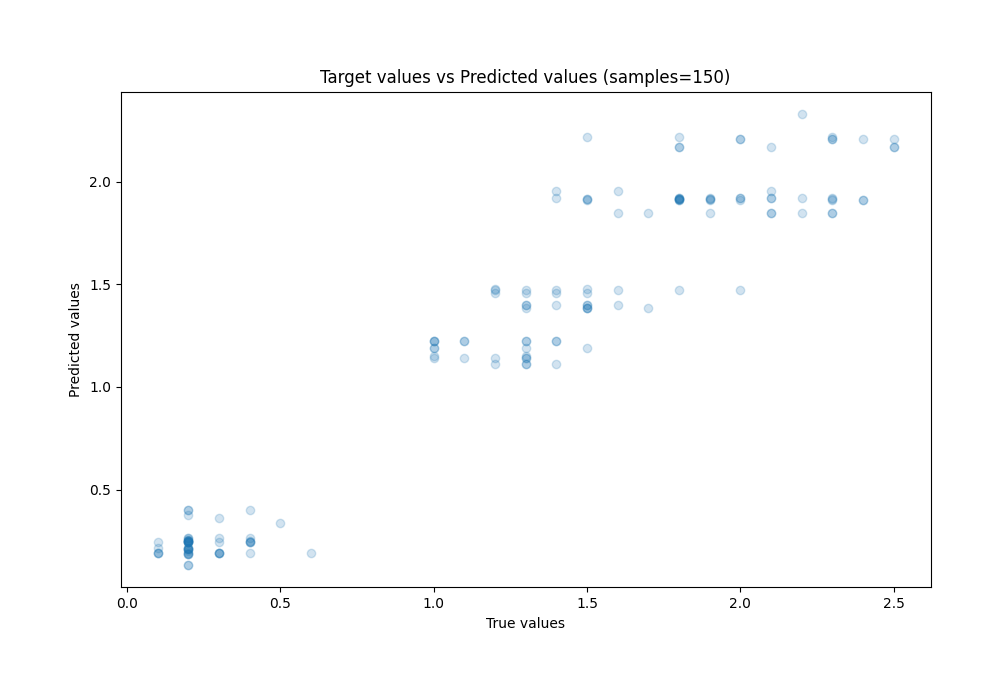 Target values vs Predicted values (samples=150)
Predicted values
2.0
1.5
1.0
0.5
0.0 0.5 1.0 1.5 2.0 2.5
True values